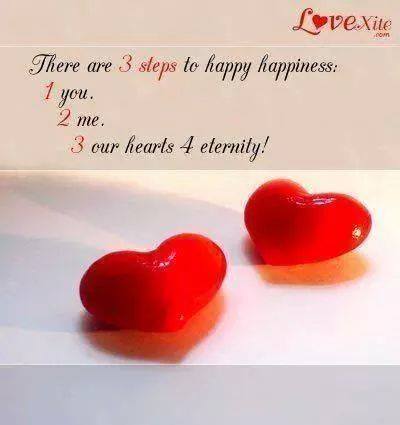 LoveXite
.com
There are 3 steps to happy happiness:
1 you.
2 me.
3 our hearts 4 eternity!